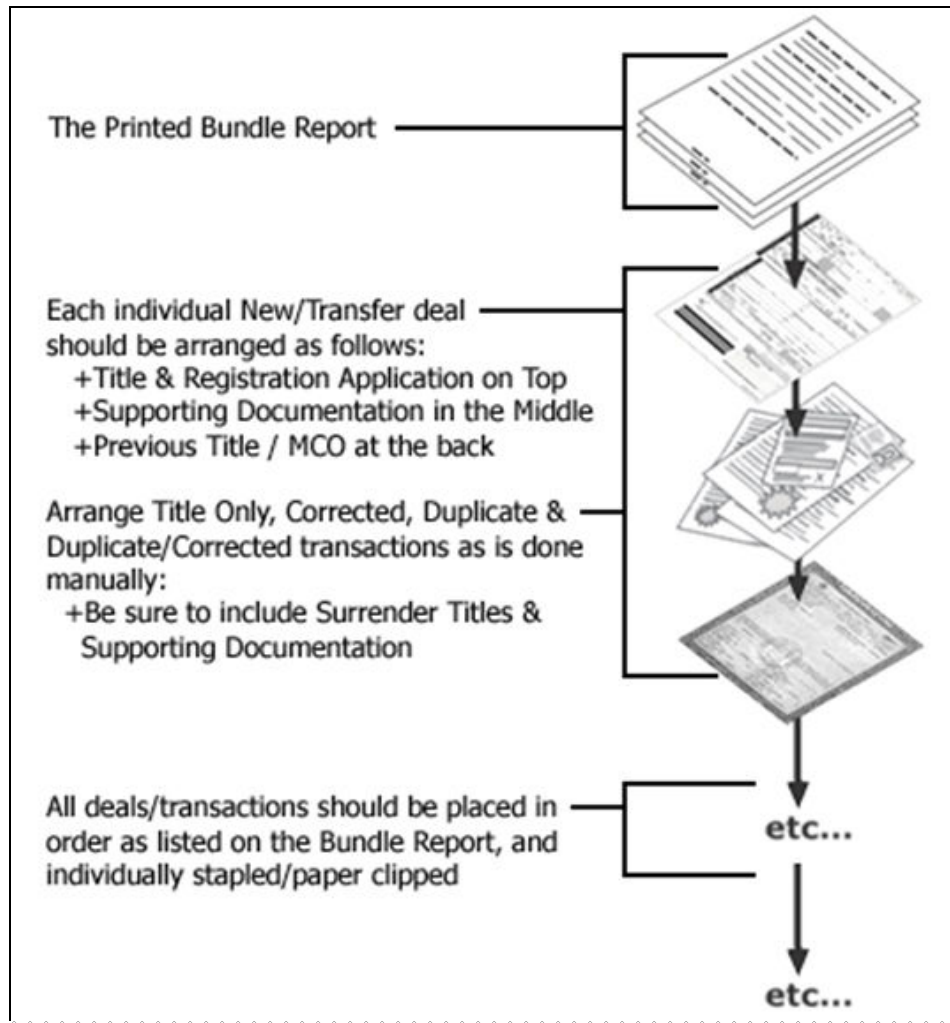 The Printed Bundle Report
Each individual New/Transfer deal
should be arranged as follows:
+Title & Registration Application on Top
+Supporting Documentation in the Middle
+Previous Title / MCO at the back
Arrange Title Only, Corrected, Duplicate &
Duplicate/Corrected transactions as is done
manually:
+Be sure to include Surrender Titles &
Supporting Documentation
All deals/transactions should be placed in
order as listed on the Bundle Report, and
individually stapled/paper clipped
etc...
etc...